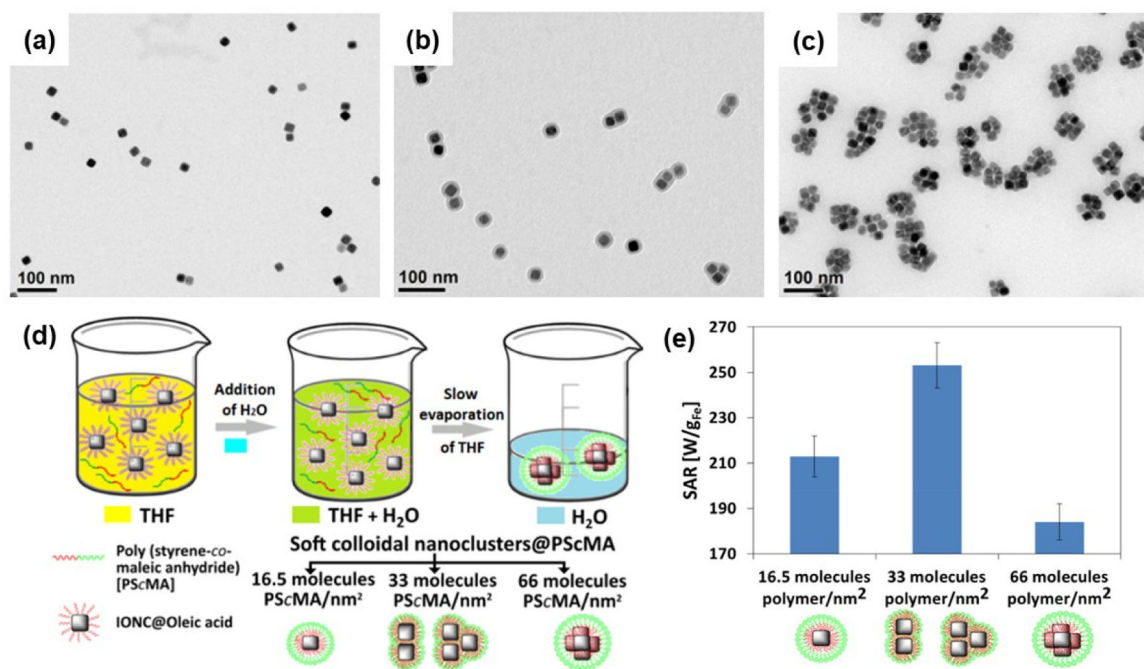 (a)
100 nm
(b)
100 nm
(c)
100 nm
(d)
Addition
of H₂O
Slow
evaporation
of THF
THF
THF + H₂O
H₂O
Soft colloidal nanoclusters@PScMA
Poly (styrene-co-
maleic anhydride)
[PScMA]
IONC@Oleic acid
16.5 molecules
PScMA/nm²
33 molecules
PScMA/nm²
66 molecules
PScMA/nm²
(e)
SAR [W/gFe]
270
250
230
210
190
170
16.5 molecules
polymer/nm²
33 molecules
polymer/nm²
66 molecules
polymer/nm²